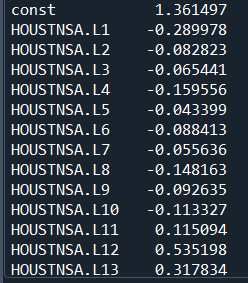 const 1.361497
HOUSTNSA.L1 -0.289978
HOUSTNSA.L2 -0.082823
HOUSTNSA.L3 -0.065441
HOUSTNSA.L4 -0.159556
HOUSTNSA.L5 -0.043399
HOUSTNSA.L6 -0.088413
HOUSTNSA.L7 -0.055636
HOUSTNSA.L8 -0.148163
HOUSTNSA.L9 -0.092635
HOUSTNSA.L10 -0.113327
HOUSTNSA.L11 0.115094
HOUSTNSA.L12 0.535198
HOUSTNSA.L13 0.317834